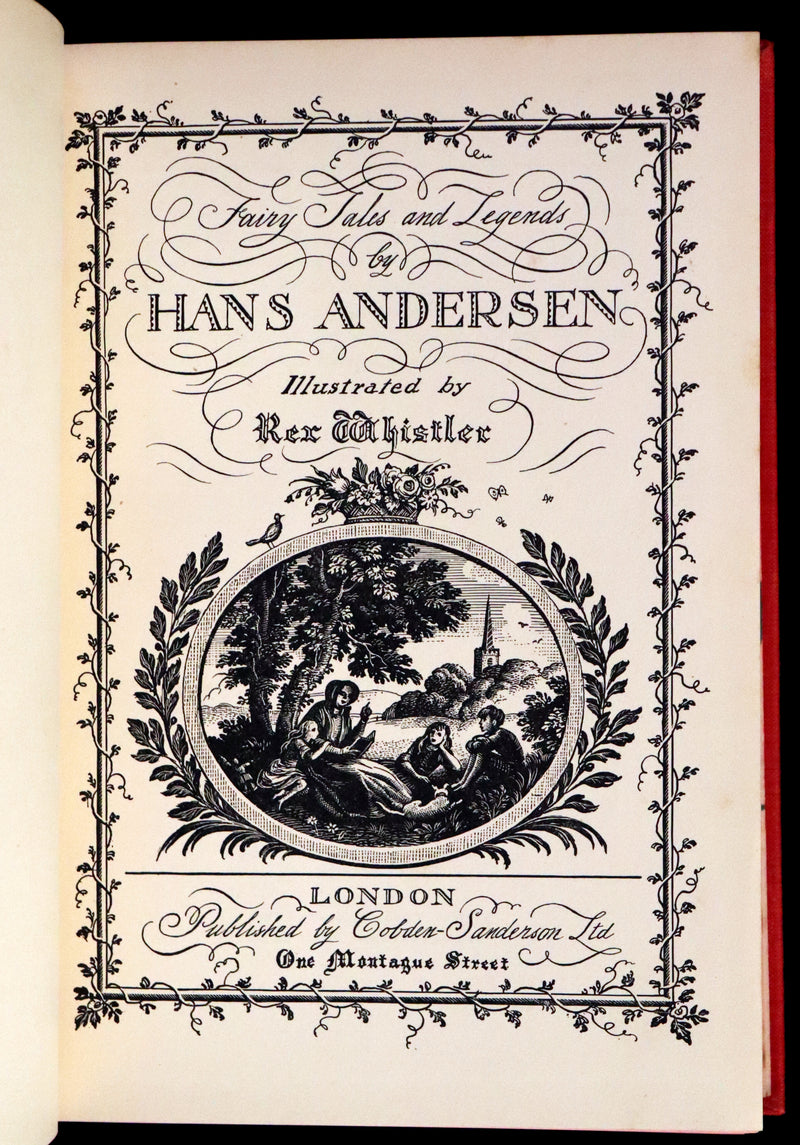 Fairy Tales and Legends
by
HANS ANDERSEN
Illustrated by
Rex Whistler
LONDON
Published by Cobden-Sanderson Ltd
One Montague Street